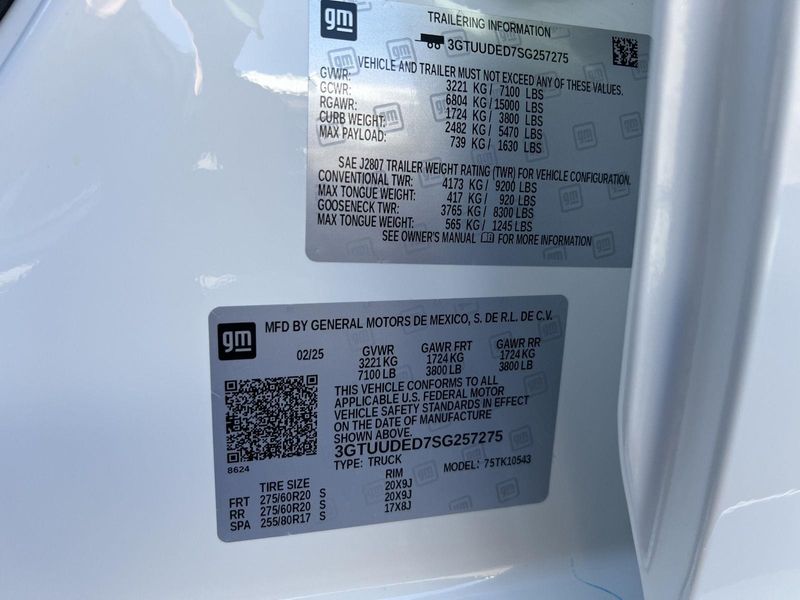 gm
TRAILERING INFORMATION
3GTUUDED7SG257275
VEHICLE AND TRAILER MUST NOT EXCEED ANY OF THESE VALUES.
GVWR: 3221 KG / 7100 LBS
GCWR: 6804 KG / 15000 LBS
RGAWR: 1724 KG / 3800 LBS
CURB WEIGHT: 2482 KG / 5470 LBS
MAX PAYLOAD: 739 KG / 1630 LBS
SAE J2807 TRAILER WEIGHT RATING (TWR) FOR VEHICLE CONFIGURATION.
CONVENTIONAL TWR: 4173 KG / 9200 LBS
MAX TONGUE WEIGHT: 417 KG / 920 LBS
GOOSENECK TWR: 3765 KG / 8300 LBS
MAX TONGUE WEIGHT: 565 KG / 1245 LBS
SEE OWNER'S MANUAL FOR MORE INFORMATION
gm
MFD BY GENERAL MOTORS DE MEXICO, S. DE R.L. DE C.V.
02/25 GVWR GAWR FRT GAWR RR
3221 KG 1724 KG 1724 KG
7100 LB 3800 LB 3800 LB
THIS VEHICLE CONFORMS TO ALL
APPLICABLE U.S. FEDERAL MOTOR
VEHICLE SAFETY STANDARDS IN EFFECT
ON THE DATE OF MANUFACTURE
SHOWN ABOVE.
3GTUUDED7SG257275
8624
TYPE: TRUCK MODEL: 75TK10543
TIRE SIZE RIM
FRT 275/60R20 S 20X9J
RR 275/60R20 S 20X9J
SPA 255/80R17 S 17X8J